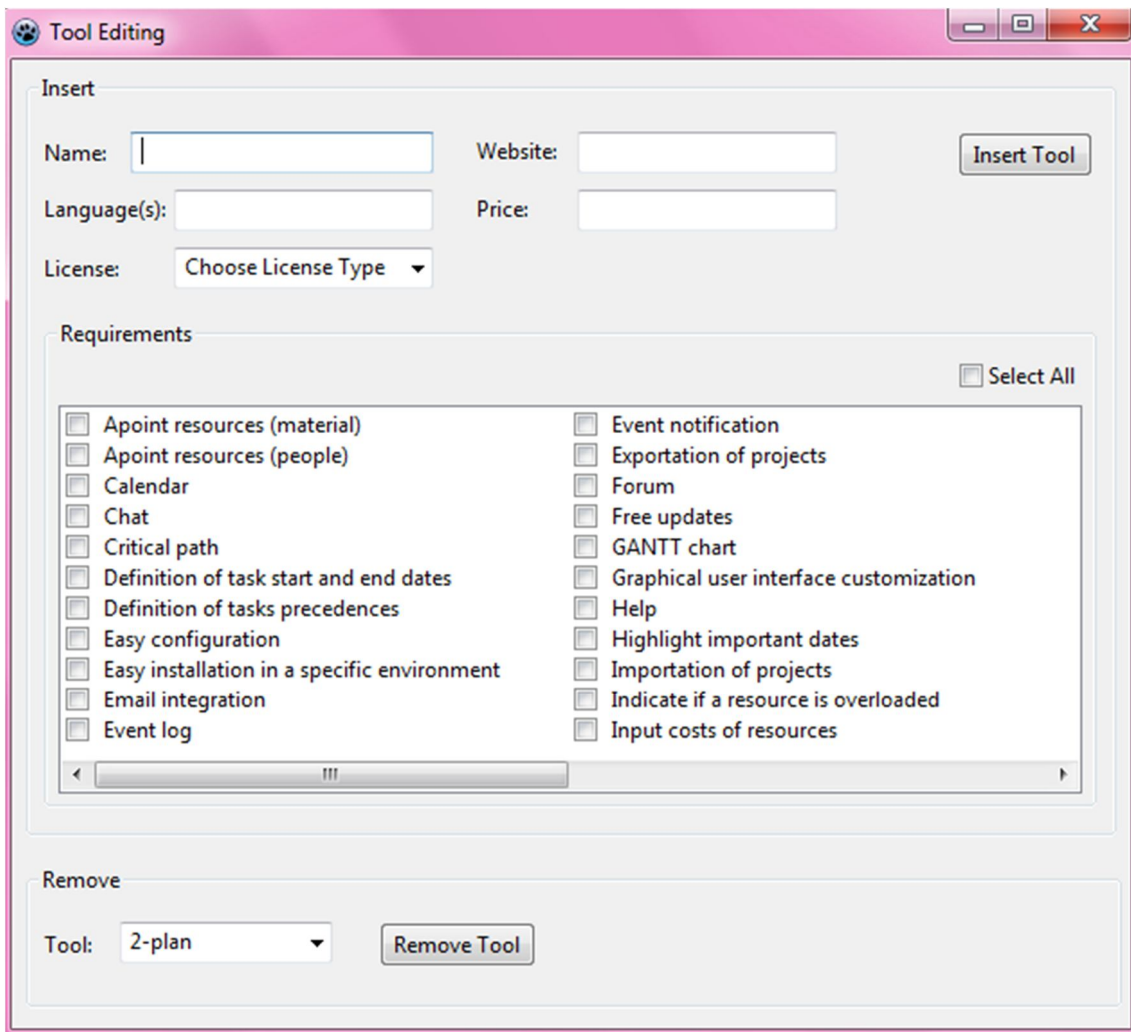 Tool Editing
Insert
Name:
Website:
Insert Tool
Language(s):
Price:
License:
Choose License Type
Requirements
Select All
Apoint resources (material)
Apoint resources (people)
Calendar
Chat
Critical path
Definition of task start and end dates
Definition of tasks precedences
Easy configuration
Easy installation in a specific environment
Email integration
Event log
Event notification
Exportation of projects
Forum
Free updates
GANTT chart
Graphical user interface customization
Help
Highlight important dates
Importation of projects
Indicate if a resource is overloaded
Input costs of resources
Remove
Tool:
2-plan
Remove Tool